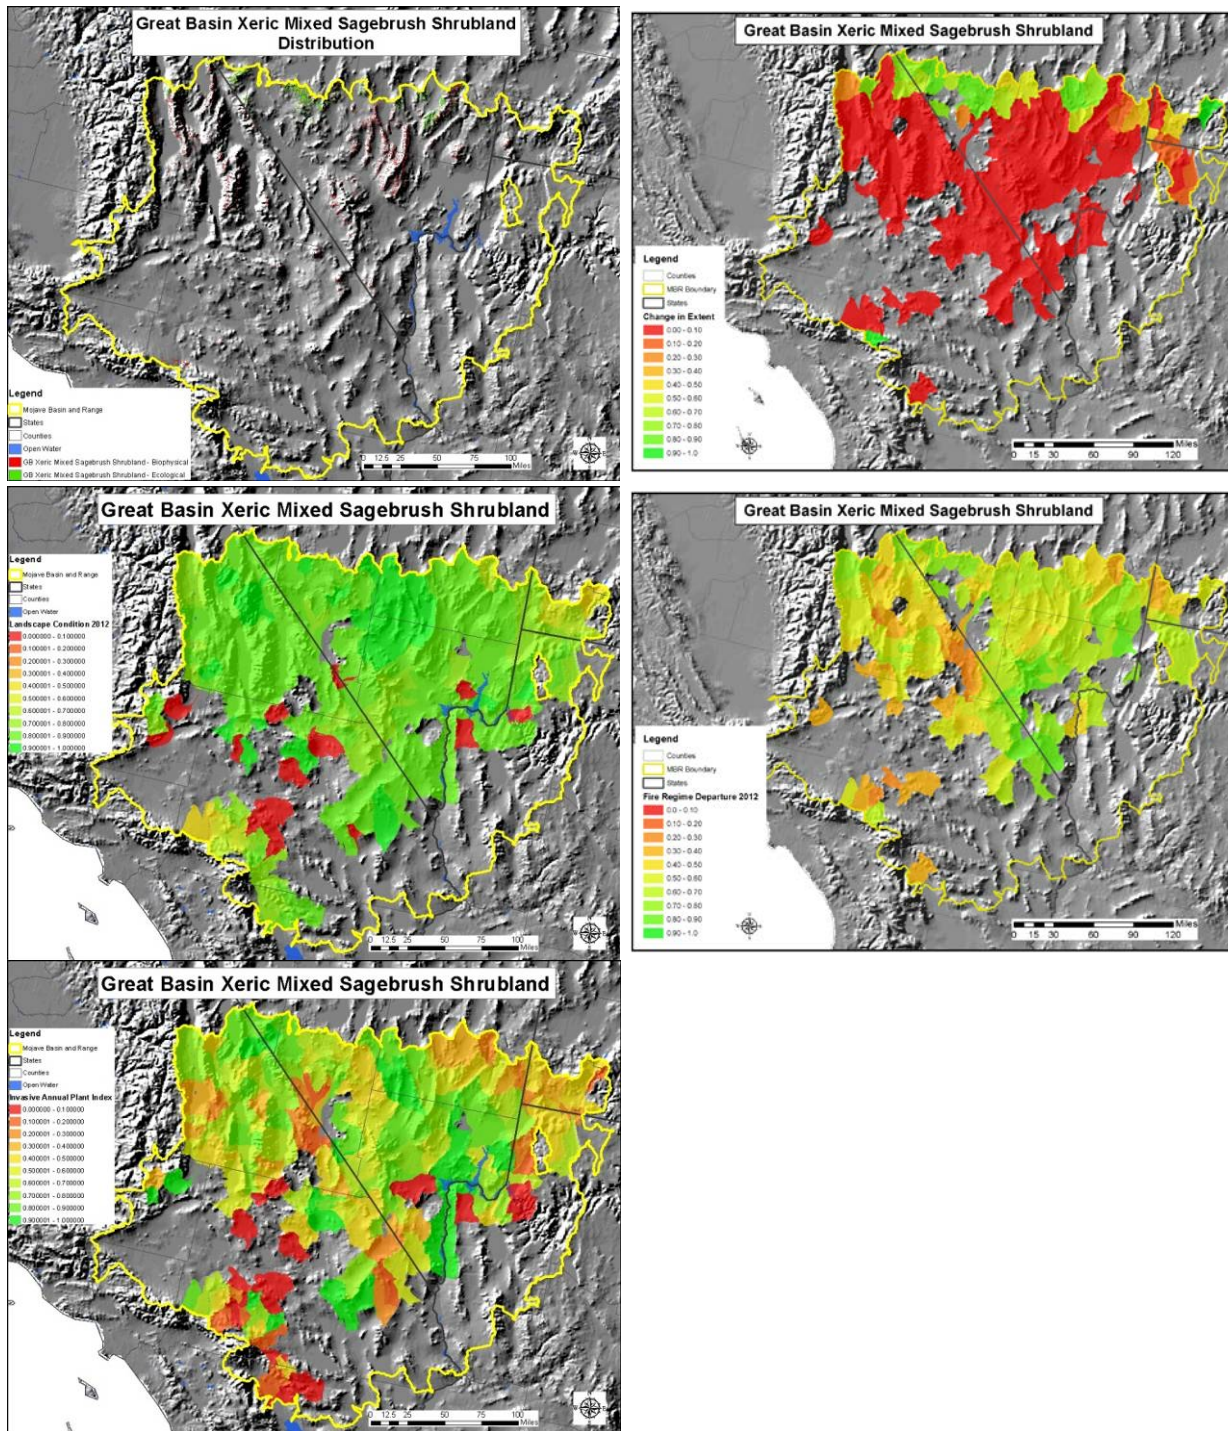 Great Basin Xeric Mixed Sagebrush Shrubland
Distribution
Legend
Mojave Basin and Range
States
Counties
Open Water
GB Xeric Mixed Sagebrush Shrubland - Biophysical
GB Xeric Mixed Sagebrush Shrubland - Ecological
0 12.5 25 50 75 100
Miles
Great Basin Xeric Mixed Sagebrush Shrubland
Legend
Counties
MBR Boundary
States
Change in Extent
0.00 - 0.10
0.10 - 0.20
0.20 - 0.30
0.30 - 0.40
0.40 - 0.50
0.50 - 0.60
0.60 - 0.70
0.70 - 0.80
0.80 - 0.90
0.90 - 1.0
Miles
0 15 30 60 90 120
Great Basin Xeric Mixed Sagebrush Shrubland
Legend
Mojave Basin and Range
States
Counties
Open Water
Landscape Condition 2012
0.000000 - 0.100000
0.100001 - 0.200000
0.200001 - 0.300000
0.300001 - 0.400000
0.400001 - 0.500000
0.500001 - 0.600000
0.600001 - 0.700000
0.700001 - 0.800000
0.800001 - 0.900000
0.900001 - 1.000000
0 12.5 25 50 75 100
Miles
Great Basin Xeric Mixed Sagebrush Shrubland
Legend
Counties
MBR Boundary
States
Fire Regime Departure 2012
0.0 - 0.10
0.10 - 0.20
0.20 - 0.30
0.30 - 0.40
0.40 - 0.50
0.50 - 0.60
0.60 - 0.70
0.70 - 0.80
0.80 - 0.90
0.90 - 1.0
Miles
0 15 30 60 90 120
Great Basin Xeric Mixed Sagebrush Shrubland
Legend
Mojave Basin and Range
States
Counties
Open Water
Invasive Annual Plant Index
0.000000 - 0.100000
0.100001 - 0.200000
0.200001 - 0.300000
0.300001 - 0.400000
0.400001 - 0.500000
0.500001 - 0.600000
0.600001 - 0.700000
0.700001 - 0.800000
0.800001 - 0.900000
0.900001 - 1.000000
0 12.5 25 50 75 100
Miles